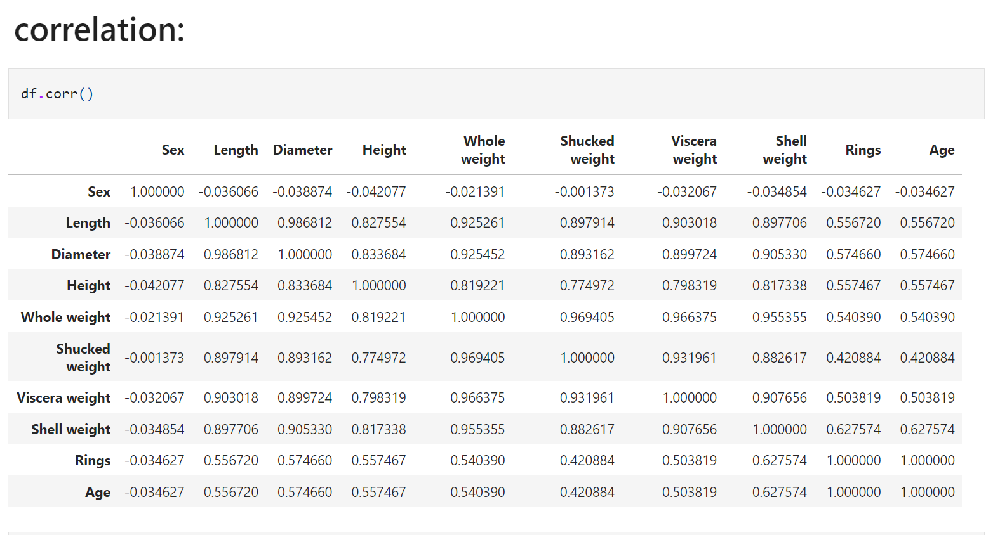 correlation:
df.corr()
Sex Length Diameter Height Whole weight Shucked weight Viscera weight Shell weight Rings Age
Sex 1.000000 -0.036066 -0.038874 -0.042077 -0.021391 -0.001373 -0.032067 -0.034854 -0.034627 -0.034627
Length -0.036066 1.000000 0.986812 0.827554 0.925261 0.897914 0.903018 0.897706 0.556720 0.556720
Diameter -0.038874 0.986812 1.000000 0.833684 0.925452 0.893162 0.899724 0.905330 0.574660 0.574660
Height -0.042077 0.827554 0.833684 1.000000 0.819221 0.774972 0.798319 0.817338 0.557467 0.557467
Whole weight -0.021391 0.925261 0.925452 0.819221 1.000000 0.969405 0.966375 0.955355 0.540390 0.540390
Shucked weight -0.001373 0.897914 0.893162 0.774972 0.969405 1.000000 0.931961 0.882617 0.420884 0.420884
Viscera weight -0.032067 0.903018 0.899724 0.798319 0.966375 0.931961 1.000000 0.907656 0.503819 0.503819
Shell weight -0.034854 0.897706 0.905330 0.817338 0.955355 0.882617 0.907656 1.000000 0.627574 0.627574
Rings -0.034627 0.556720 0.574660 0.557467 0.540390 0.420884 0.503819 0.627574 1.000000 1.000000
Age -0.034627 0.556720 0.574660 0.557467 0.540390 0.420884 0.503819 0.627574 1.000000 1.000000